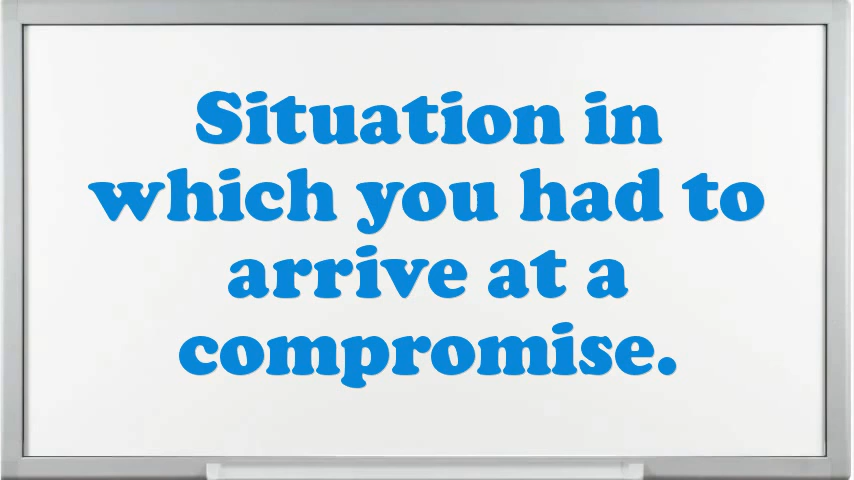 Situation in
which you had to
arrive at a
compromise.